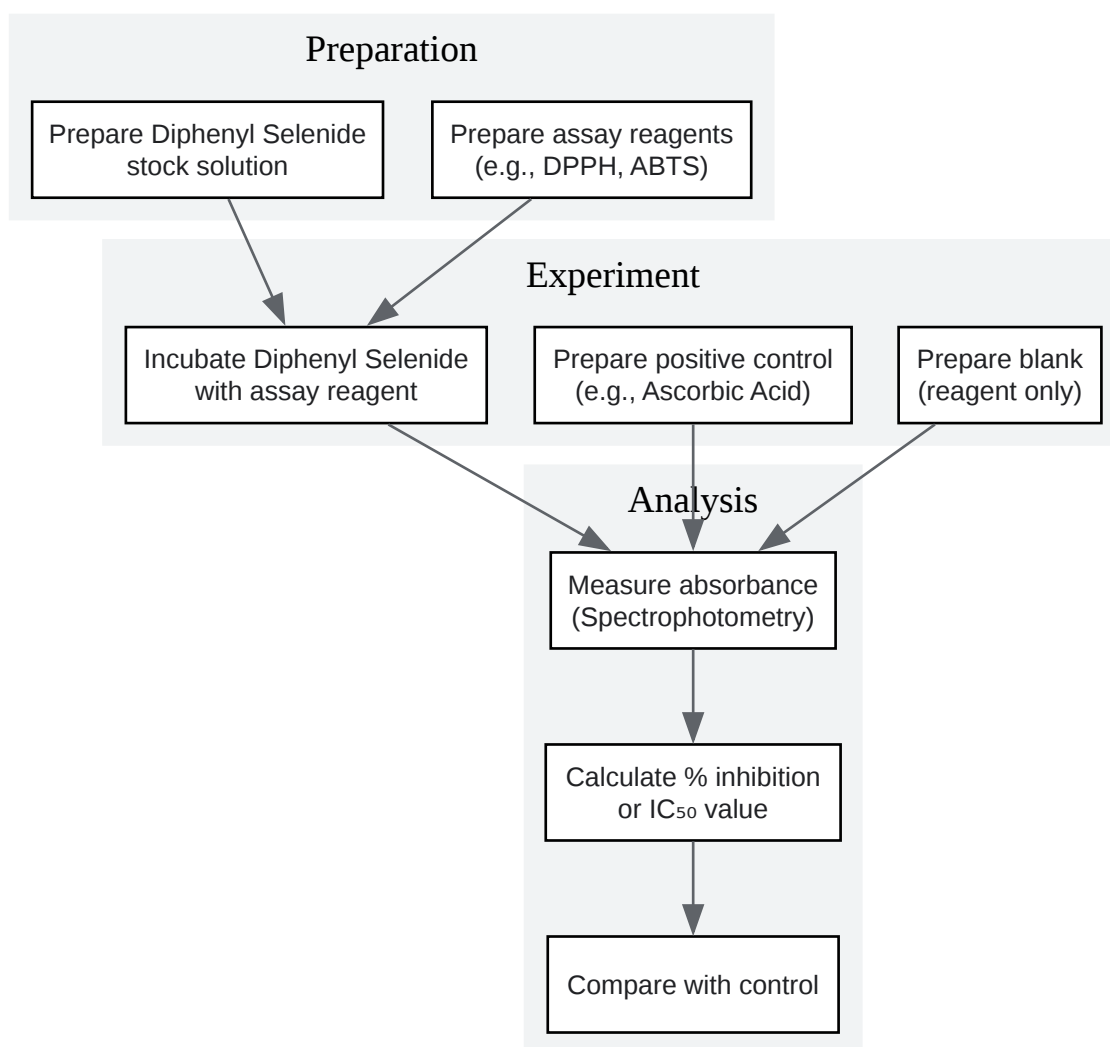 Preparation
Prepare Diphenyl Selenide
stock solution
Prepare assay reagents
(e.g., DPPH, ABTS)
Experiment
Incubate Diphenyl Selenide
with assay reagent
Prepare positive control
(e.g., Ascorbic Acid)
Prepare blank
(reagent only)
Analysis
Measure absorbance
(Spectrophotometry)
Calculate % inhibition
or IC₅₀ value
Compare with control